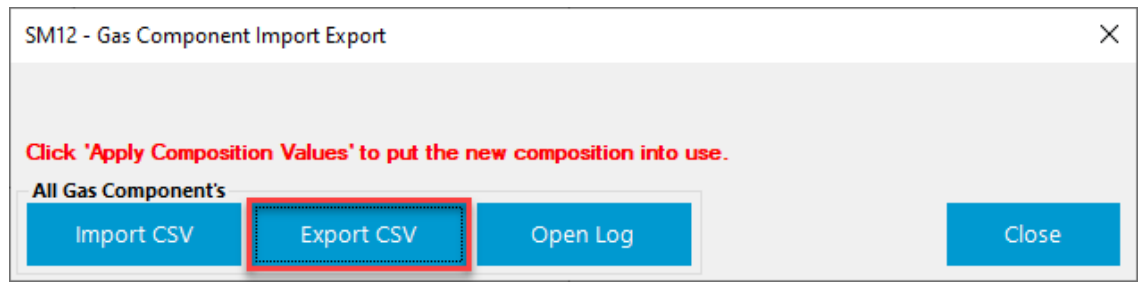 SM12 - Gas Component Import Export
Click 'Apply Composition Values' to put the new composition into use.
All Gas Component's
Import CSV Export CSV Open Log Close